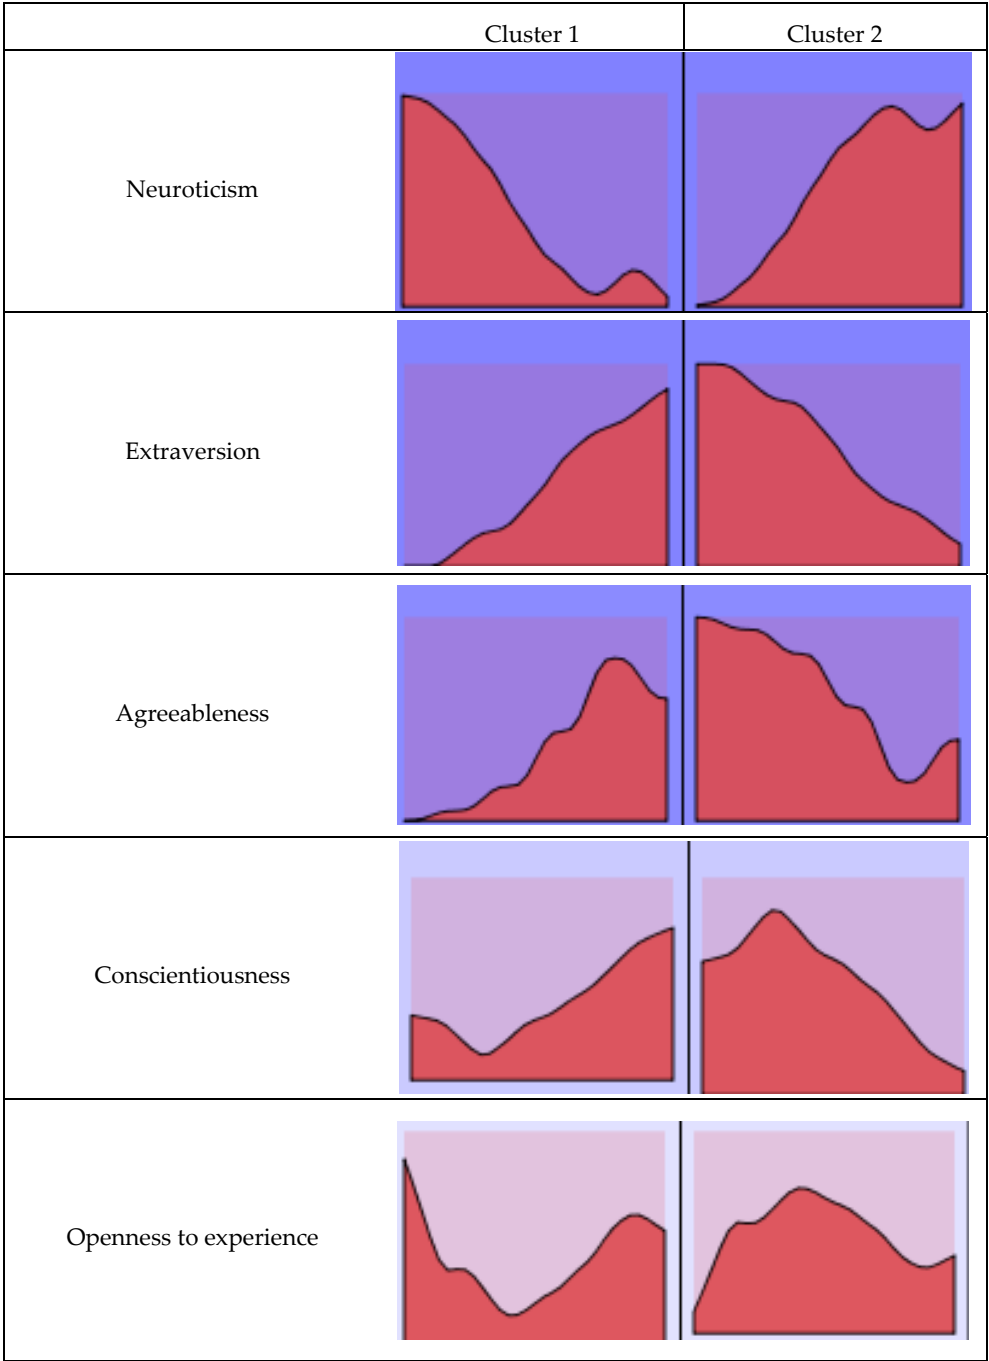 Cluster 1
Cluster 2
Neuroticism
Extraversion
Agreeableness
Conscientiousness
Openness to experience